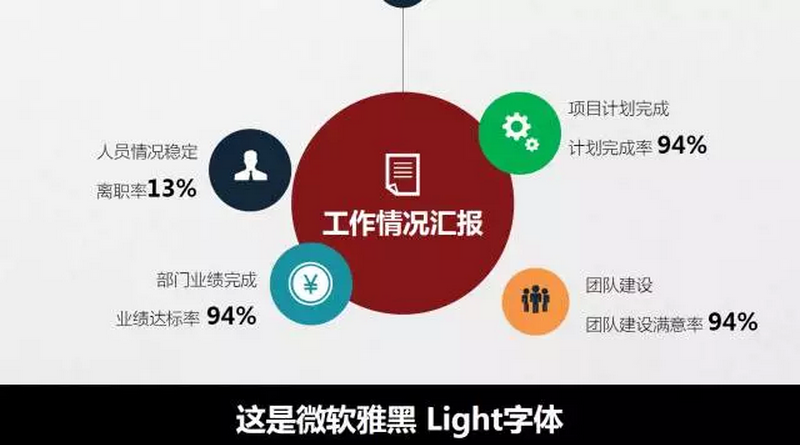 项目计划完成
计划完成率 94%
人员情况稳定
离职率13%
工作情况汇报
部门业绩完成
业绩达标率 94%
¥
团队建设
团队建设满意率 94%
这是微软雅黑 Light字体